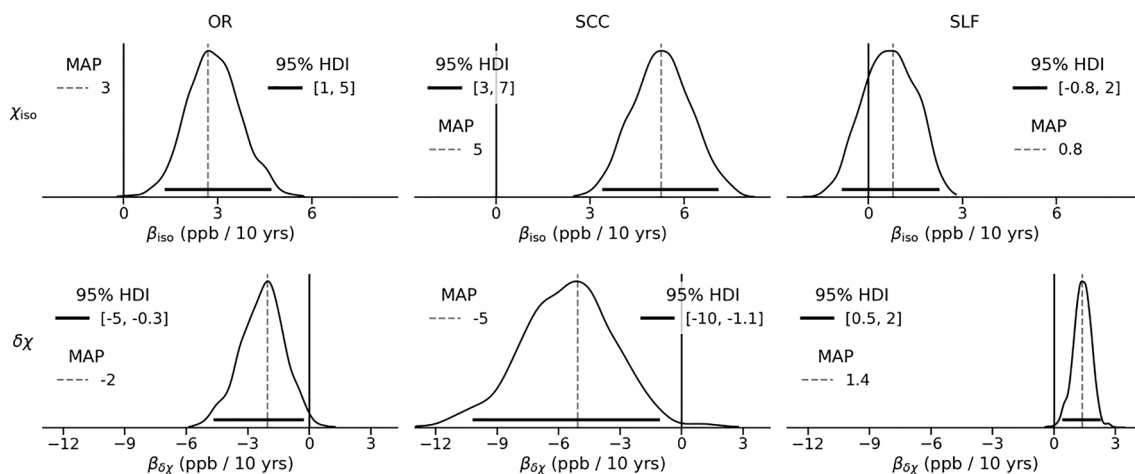 OR SCC SLF
MAP 95% HDI 95% HDI 95% HDI
3 [1, 5] [3, 7] [-0.8, 2]
χiso MAP MAP
5 0.8
0 3 6 0 3 6 0 3 6
βiso (ppb / 10 yrs) βiso (ppb / 10 yrs) βiso (ppb / 10 yrs)
95% HDI MAP 95% HDI 95% HDI
[-5, -0.3] -5 [-10, -1.1] [0.5, 2]
δχ MAP MAP
-2 1.4
−12 −9 −6 −3 0 3 −12 −9 −6 −3 0 3 −12 −9 −6 −3 0 3
βδχ (ppb / 10 yrs) βδχ (ppb / 10 yrs) βδχ (ppb / 10 yrs)